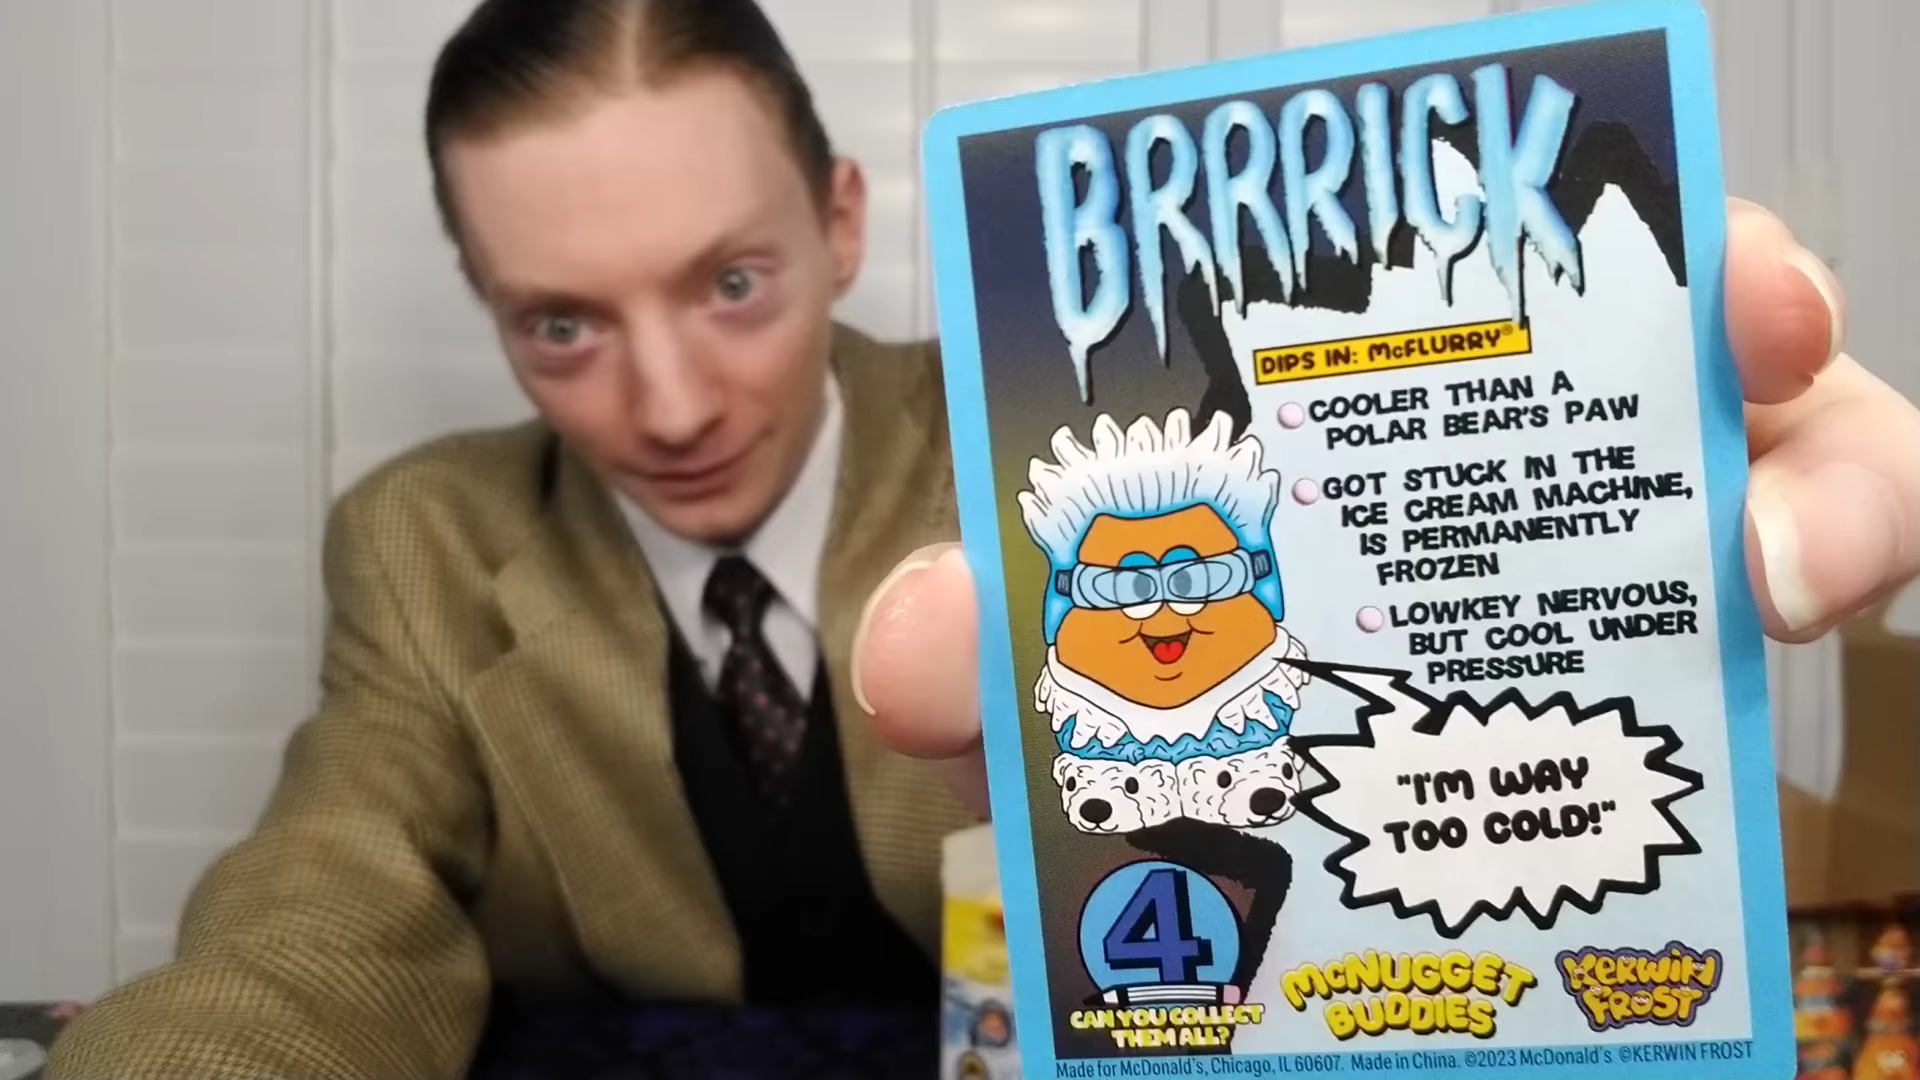 BRRRICK
DIPS IN: McFLURRY®
COOLER THAN A
POLAR BEAR'S PAW
GOT STUCK IN THE
ICE CREAM MACHINE,
IS PERMANENTLY
FROZEN
LOWKEY NERVOUS,
BUT COOL UNDER
PRESSURE
"I'M WAY
TOO COLD!"
4
CAN YOU COLLECT
THEM ALL?
McNUGGET
BUDDIES
KERWIN
FROST
Made for McDonald's, Chicago, IL 60607. Made in China. ©2023 McDonald's. ©KERWIN FROST